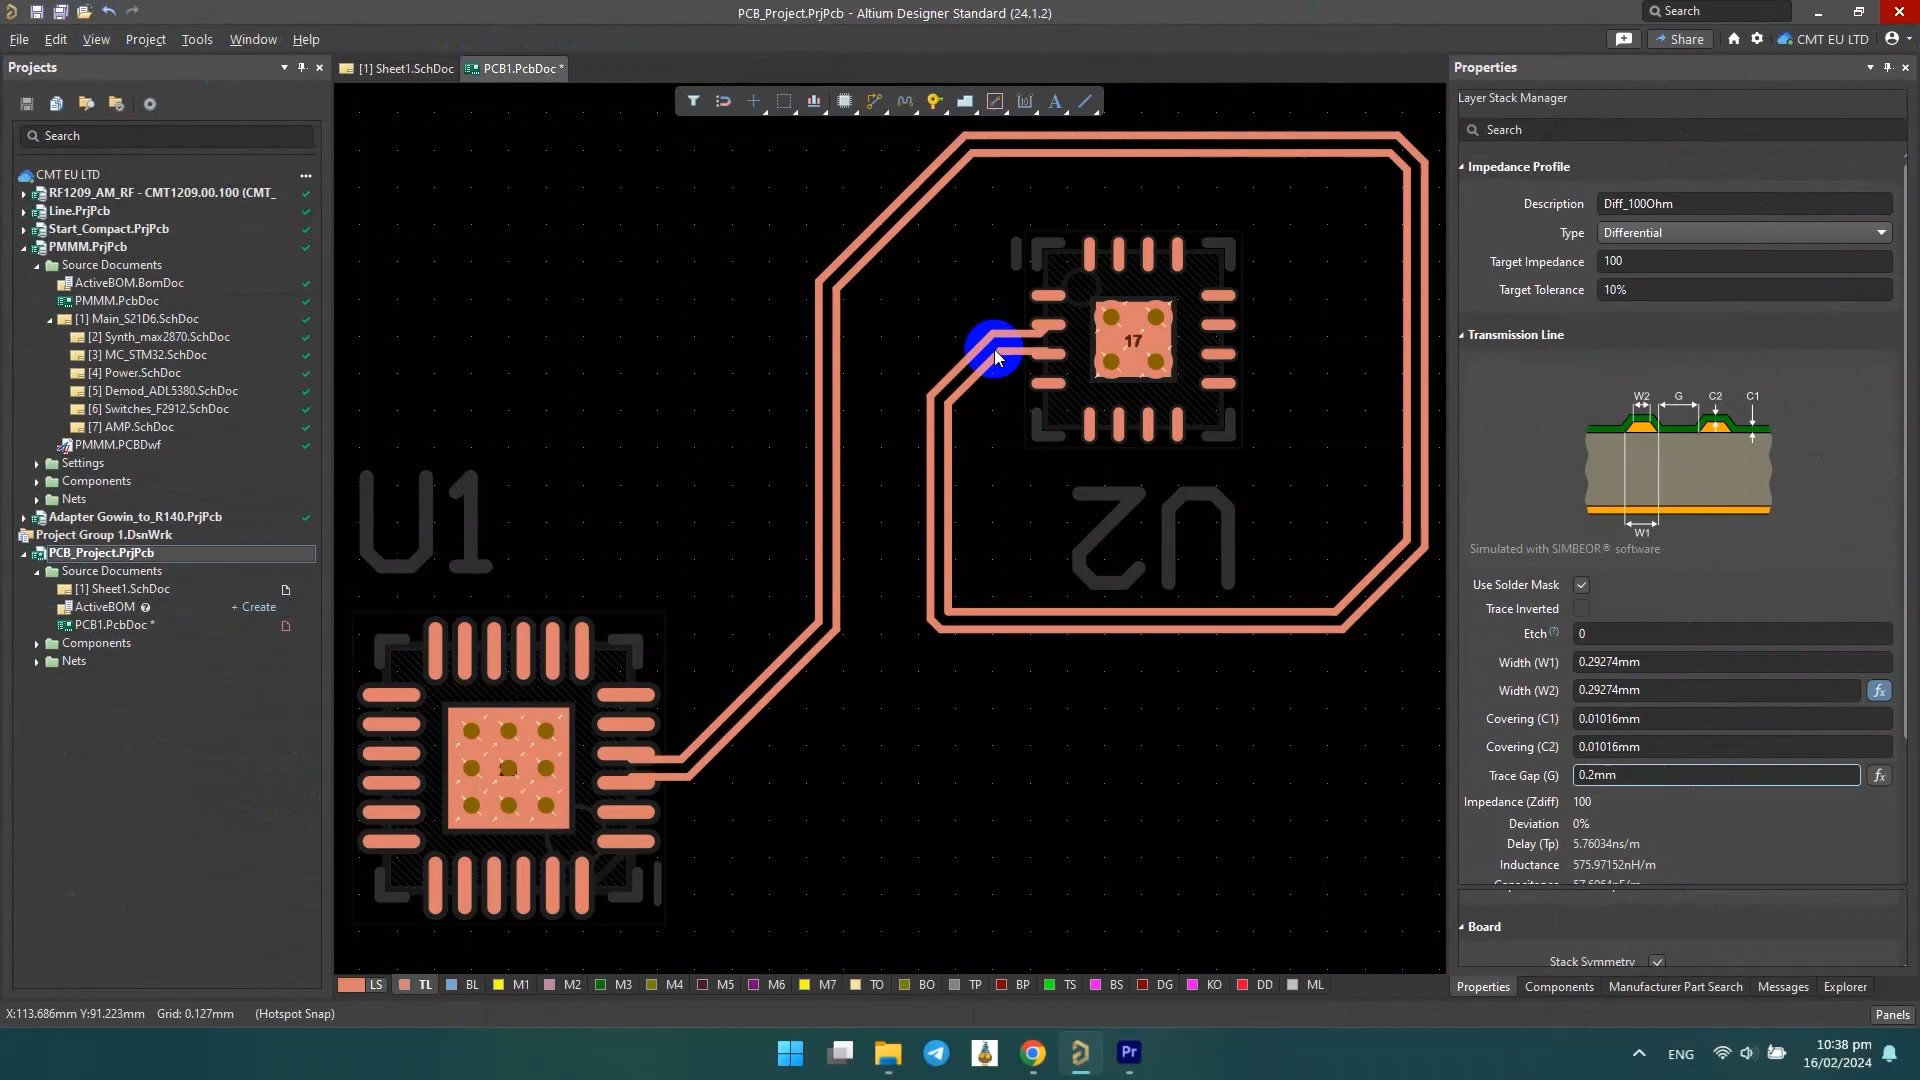 PCB_Project.PrjPcb - Altium Designer Standard (24.1.2)
Search
File Edit View Project Tools Window Help
Share
CMT EU LTD
Projects
[1] Sheet1.SchDoc
PCB1.PcbDoc *
Properties
Search
CMT EU LTD
RF1209_AM_RF - CMT1209.00.100 (CMT_
Line.PrjPcb
Start_Compact.PrjPcb
PMMM.PrjPcb
Source Documents
ActiveBOM.BomDoc
PMMM.PcbDoc
[1] Main_S21D6.SchDoc
[2] Synth_max2870.SchDoc
[3] MC_STM32.SchDoc
[4] Power.SchDoc
[5] Demod_ADL5380.SchDoc
[6] Switches_F2912.SchDoc
[7] AMP.SchDoc
PMMM.PCBDwf
Settings
Components
Nets
Adapter Gowin_to_R140.PrjPcb
Project Group 1.DsnWrk
PCB_Project.PrjPcb
Source Documents
[1] Sheet1.SchDoc
ActiveBOM + Create
PCB1.PcbDoc *
Components
Nets
U1
17
U2
Layer Stack Manager
Search
Impedance Profile
Description Diff_100Ohm
Type Differential
Target Impedance 100
Target Tolerance 10%
Transmission Line
W2 G C2 C1
W1
Simulated with SIMBEOR® software
Use Solder Mask
Trace Inverted
Etch (?) 0
Width (W1) 0.29274mm
Width (W2) 0.29274mm
Covering (C1) 0.01016mm
Covering (C2) 0.01016mm
Trace Gap (G) 0.2mm
Impedance (Zdiff) 100
Deviation 0%
Delay (Tp) 5.76034ns/m
Inductance 575.97152nH/m
Board
Stack Symmetry
LS TL BL M1 M2 M3 M4 M5 M6 M7 TO BO TP BP TS BS DG KO DD ML
Properties Components Manufacturer Part Search Messages Explorer
X:113.686mm Y:91.223mm Grid: 0.127mm (Hotspot Snap)
Panels
Pr
ENG
10:38 pm
16/02/2024